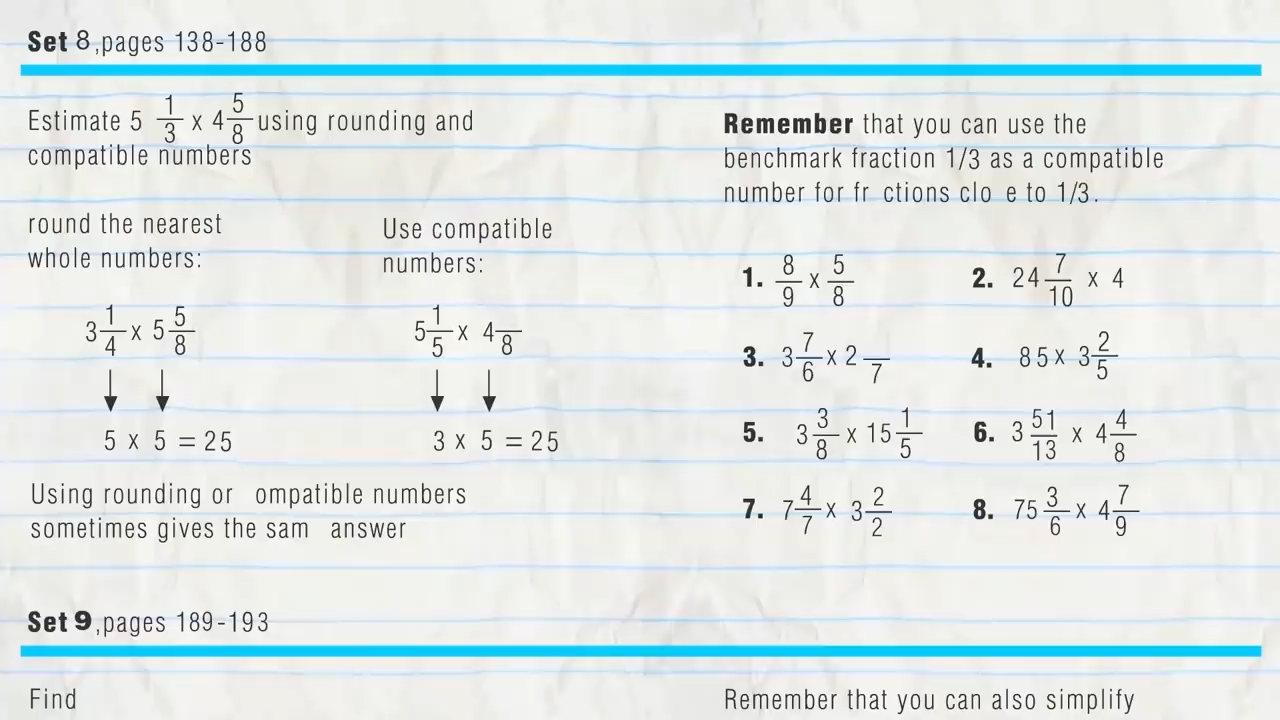 Set 8, pages 138-188
Estimate 5 1/3 x 4 5/8 using rounding and
compatible numbers
round the nearest
whole numbers:
3 1/4 x 5 5/8
5 x 5 = 25
Use compatible
numbers:
5 1/5 x 4 /8
3 x 5 = 25
Using rounding or ompatible numbers
sometimes gives the sam answer
Remember that you can use the
benchmark fraction 1/3 as a compatible
number for fr ctions clo e to 1/3.
1. 8/9 x 5/8
2. 24 7/10 x 4
3. 3 7/6 x 2 /7
4. 85 x 3 2/5
5. 3 3/8 x 15 1/5
6. 3 51/13 x 4 4/8
7. 7 4/7 x 3 2/2
8. 75 3/6 x 4 7/9
Set 9, pages 189-193
Find
Remember that you can also simplify